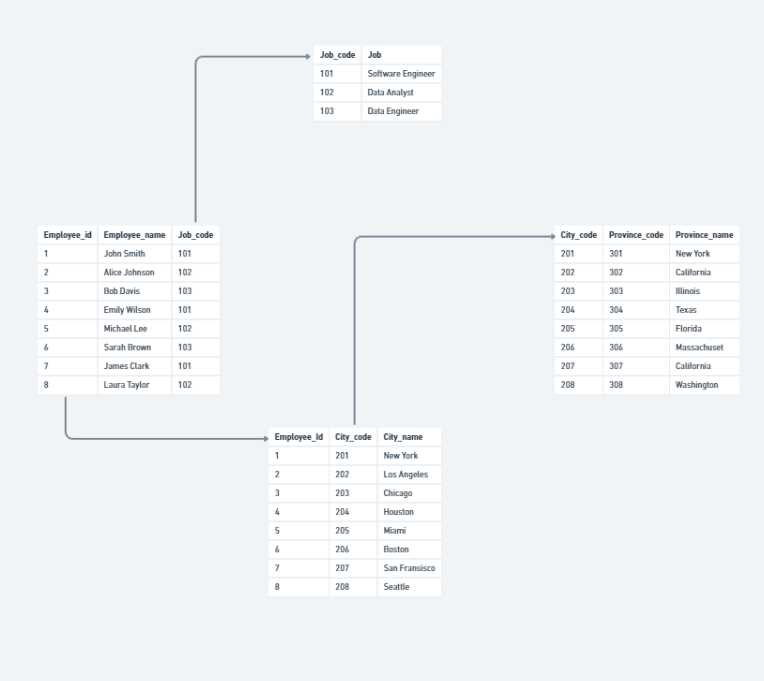 Job_code Job
101 Software Engineer
102 Data Analyst
103 Data Engineer
Employee_id Employee_name Job_code
1 John Smith 101
2 Alice Johnson 102
3 Bob Davis 103
4 Emily Wilson 101
5 Michael Lee 102
6 Sarah Brown 103
7 James Clark 101
8 Laura Taylor 102
City_code Province_code Province_name
201 301 New York
202 302 California
203 303 Illinois
204 304 Texas
205 305 Florida
206 306 Massachuset
207 307 California
208 308 Washington
Employee_Id City_code City_name
1 201 New York
2 202 Los Angeles
3 203 Chicago
4 204 Houston
5 205 Miami
6 206 Boston
7 207 San Fransisco
8 208 Seattle